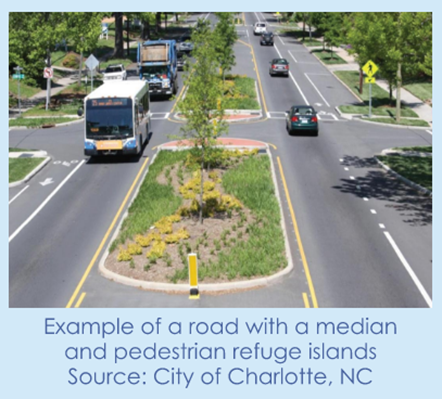 Example of a road with a median
and pedestrian refuge islands
Source: City of Charlotte, NC